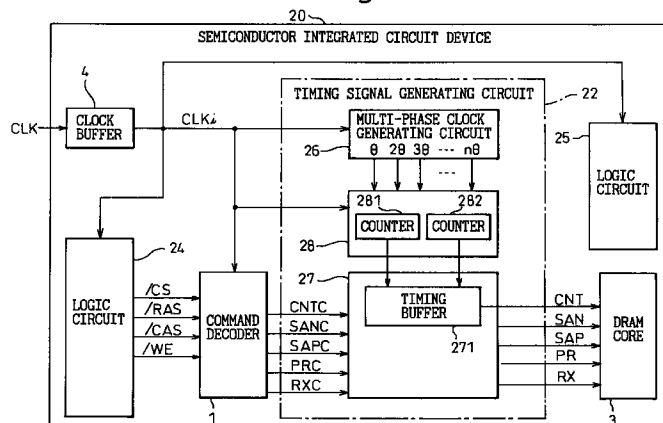 20
SEMICONDUCTOR INTEGRATED CIRCUIT DEVICE
4
CLK
CLOCK
BUFFER
CLKi
TIMING SIGNAL GENERATING CIRCUIT
22
MULTI-PHASE CLOCK
GENERATING CIRCUIT
26
θ 2θ 3θ --- nθ
25
LOGIC
CIRCUIT
281
282
COUNTER
COUNTER
28
24
LOGIC
CIRCUIT
/CS
/RAS
/CAS
/WE
COMMAND
DECODER
1
CNTC
SANC
SAPC
PRC
RXC
27
TIMING
BUFFER
271
CNT
SAN
SAP
PR
RX
DRAM
CORE
3